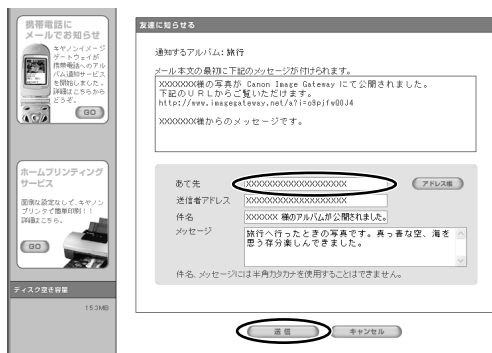 携帯電話に
メールでお知らせ
キヤノンイメージ
ゲートウェイが
携帯電話へのアル
バム通知サービス
を開始しました。
詳細はこちらから
どうぞ。
GO
ホームプリンティング
サービス
面倒な設定なしで、キヤノン
プリンタで簡単印刷！！
詳細はこちら。
GO
ディスク空き容量
15.3MB
友達に知らせる
通知するアルバム：旅行
メール本文の最初に下記のメッセージが付けられます。
XXXXXXX様の写真が Canon Image Gateway にて公開されました。
下記のＵＲＬからご覧いただけます。
http://www.imagegateway.net/a?i=o9pjfwQ0J4
XXXXXXX様からのメッセージです。
あて先
XXXXXXXXXXXXXXXXXXXX
アドレス帳
送信者アドレス
XXXXXXXXXXXXXXXXXXXX
件名
XXXXXX 様のアルバムが公開されました。
メッセージ
旅行へ行ったときの写真です。真っ青な空、海を
思う存分楽しんできました。
件名、メッセージには半角カタカナを使用することはできません。
送信
キャンセル